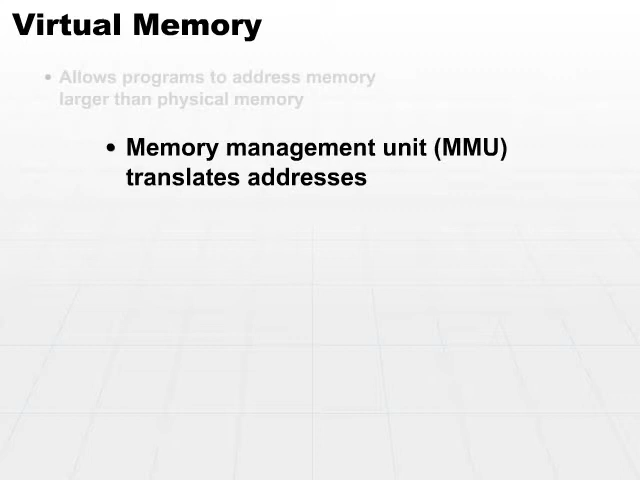 Virtual Memory
• Allows programs to address memory
larger than physical memory
• Memory management unit (MMU)
translates addresses